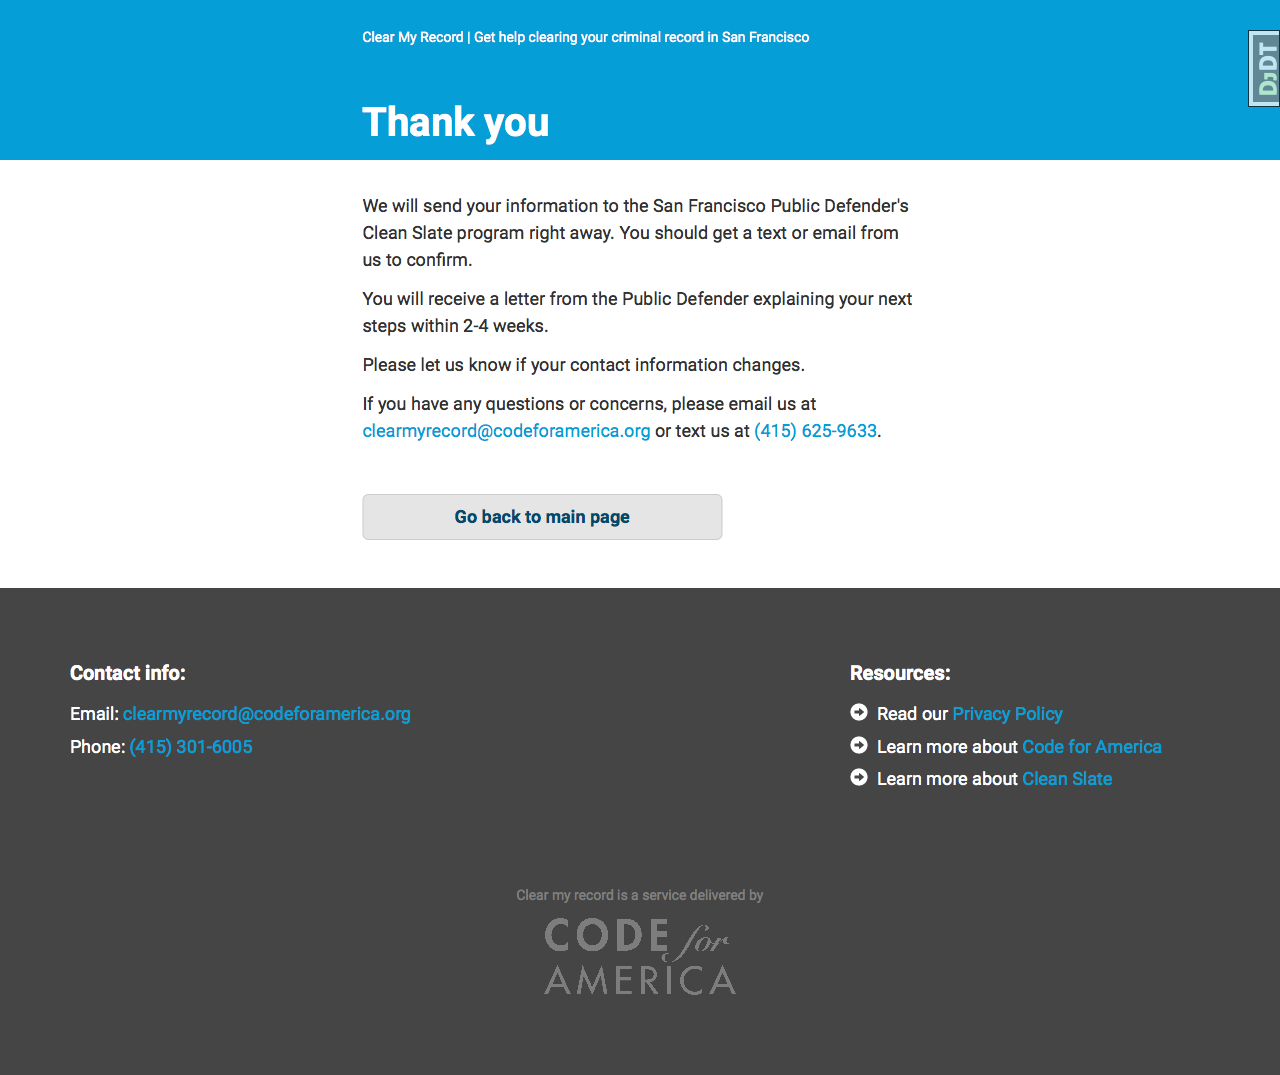 Clear My Record | Get help clearing your criminal record in San Francisco
DjDT
Thank you
We will send your information to the San Francisco Public Defender's
Clean Slate program right away. You should get a text or email from
us to confirm.
You will receive a letter from the Public Defender explaining your next
steps within 2-4 weeks.
Please let us know if your contact information changes.
If you have any questions or concerns, please email us at
clearmyrecord@codeforamerica.org or text us at (415) 625-9633.
Go back to main page
Contact info:
Email: clearmyrecord@codeforamerica.org
Phone: (415) 301-6005
Resources:
Read our Privacy Policy
Learn more about Code for America
Learn more about Clean Slate
Clear my record is a service delivered by
CODE for
AMERICA